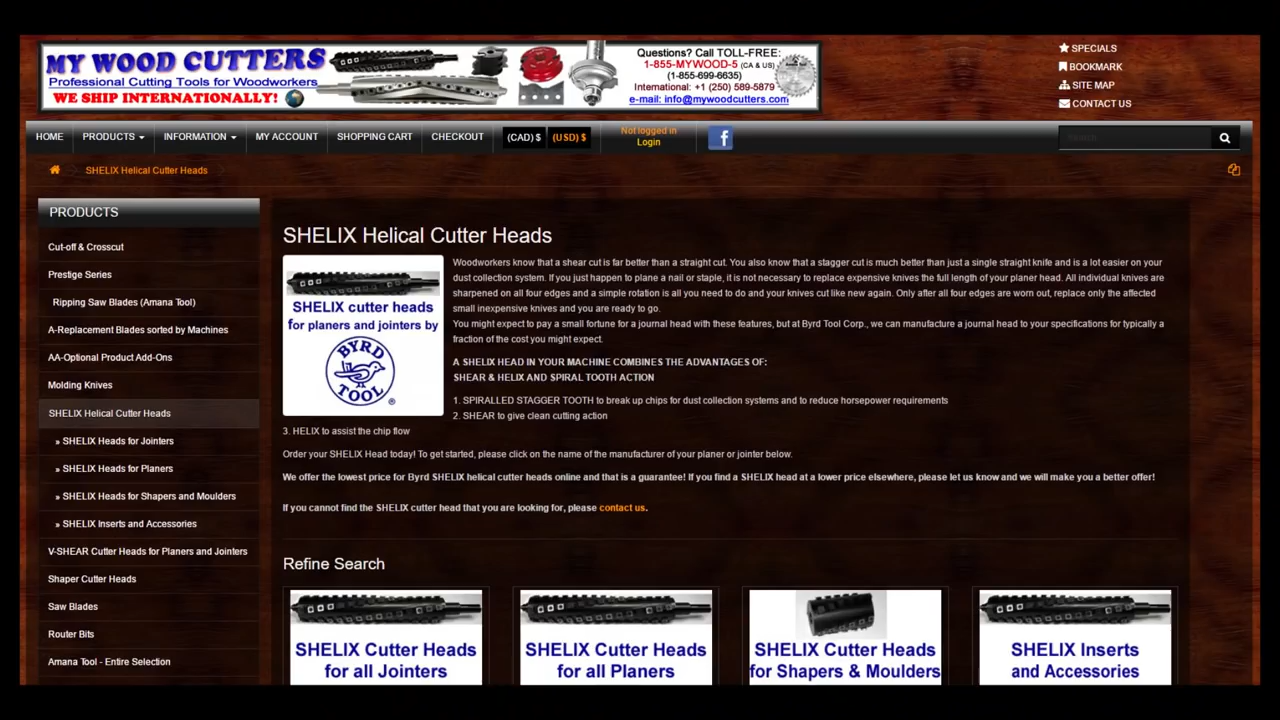 MY WOOD CUTTERS
Professional Cutting Tools for Woodworkers
WE SHIP INTERNATIONALLY!
Questions? Call TOLL-FREE:
1-855-MYWOOD-5 (CA & US)
(1-855-699-6635)
International: +1 (250) 589-5879
e-mail: info@mywoodcutters.com
SPECIALS
BOOKMARK
SITE MAP
CONTACT US
HOME
PRODUCTS
INFORMATION
MY ACCOUNT
SHOPPING CART
CHECKOUT
(CAD) $
(USD) $
Not logged in
Login
f
Search
SHELIX Helical Cutter Heads
PRODUCTS
Cut-off & Crosscut
Prestige Series
Ripping Saw Blades (Amana Tool)
A-Replacement Blades sorted by Machines
AA-Optional Product Add-Ons
Molding Knives
SHELIX Helical Cutter Heads
» SHELIX Heads for Jointers
» SHELIX Heads for Planers
» SHELIX Heads for Shapers and Moulders
» SHELIX Inserts and Accessories
V-SHEAR Cutter Heads for Planers and Jointers
Shaper Cutter Heads
Saw Blades
Router Bits
Amana Tool - Entire Selection
SHELIX Helical Cutter Heads
SHELIX cutter heads
for planers and jointers by
BYRD
TOOL
®
Woodworkers know that a shear cut is far better than a straight cut. You also know that a stagger cut is much better than just a single straight knife and is a lot easier on your
dust collection system. If you just happen to plane a nail or staple, it is not necessary to replace expensive knives the full length of your planer head. All individual knives are
sharpened on all four edges and a simple rotation is all you need to do and your knives cut like new again. Only after all four edges are worn out, replace only the affected
small inexpensive knives and you are ready to go.
You might expect to pay a small fortune for a journal head with these features, but at Byrd Tool Corp., we can manufacture a journal head to your specifications for typically a
fraction of the cost you might expect.
A SHELIX HEAD IN YOUR MACHINE COMBINES THE ADVANTAGES OF:
SHEAR & HELIX AND SPIRAL TOOTH ACTION
1. SPIRALLED STAGGER TOOTH to break up chips for dust collection systems and to reduce horsepower requirements
2. SHEAR to give clean cutting action
3. HELIX to assist the chip flow
Order your SHELIX Head today! To get started, please click on the name of the manufacturer of your planer or jointer below.
We offer the lowest price for Byrd SHELIX helical cutter heads online and that is a guarantee! If you find a SHELIX head at a lower price elsewhere, please let us know and we will make you a better offer!
If you cannot find the SHELIX cutter head that you are looking for, please contact us.
Refine Search
SHELIX Cutter Heads
for all Jointers
SHELIX Cutter Heads
for all Planers
SHELIX Cutter Heads
for Shapers & Moulders
SHELIX Inserts
and Accessories